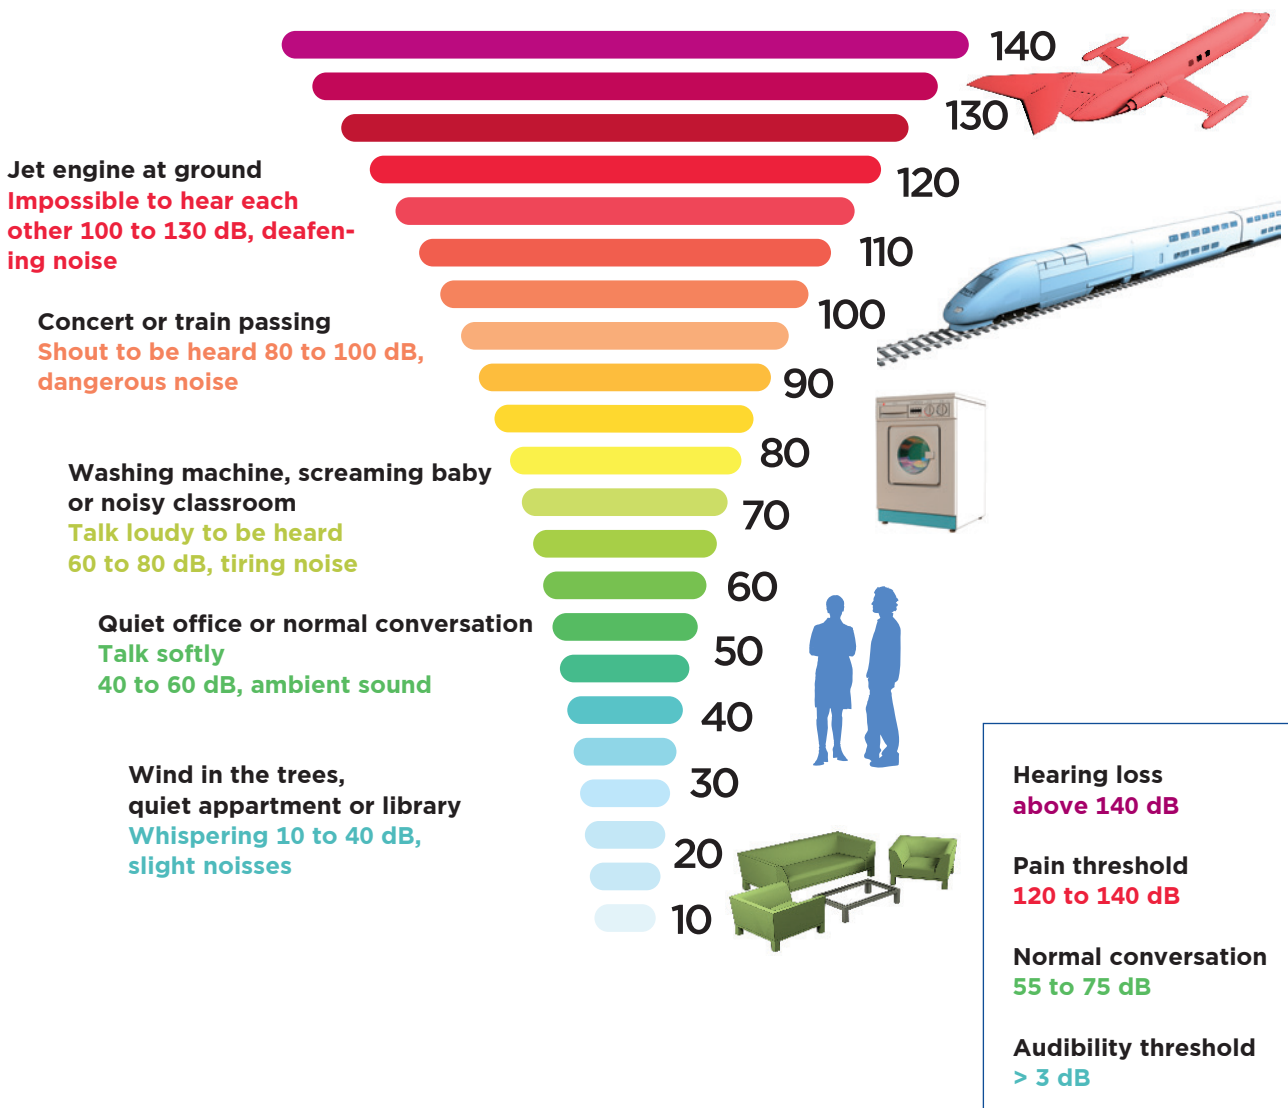 140
130
Jet engine at ground
Impossible to hear each
other 100 to 130 dB, deafen-
ing noise
120
110
Concert or train passing
Shout to be heard 80 to 100 dB,
dangerous noise
100
90
Washing machine, screaming baby
or noisy classroom
Talk loudy to be heard
60 to 80 dB, tiring noise
80
70
60
Quiet office or normal conversation
Talk softly
40 to 60 dB, ambient sound
50
40
Wind in the trees,
quiet appartment or library
Whispering 10 to 40 dB,
slight noisses
30
20
10
Hearing loss
above 140 dB
Pain threshold
120 to 140 dB
Normal conversation
55 to 75 dB
Audibility threshold
> 3 dB